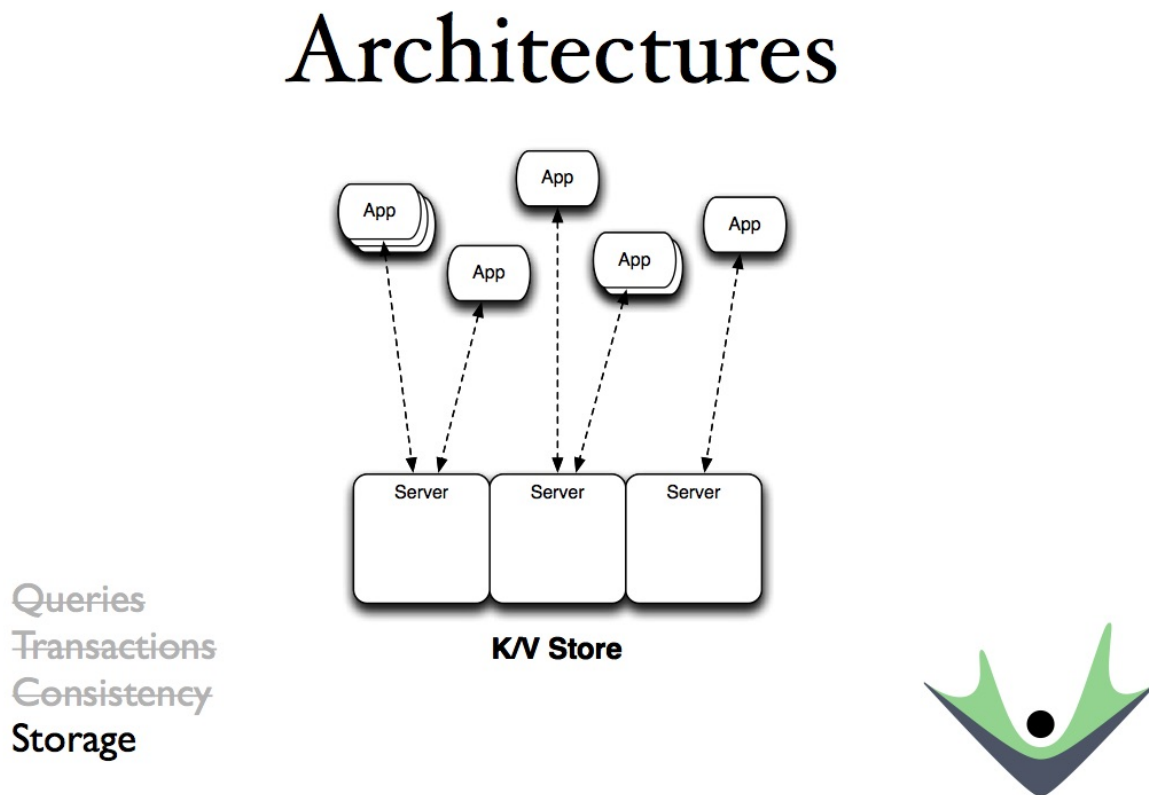 Architectures
App
App
App
App
App
Server
Server
Server
K/V Store
Queries
Transactions
Consistency
Storage